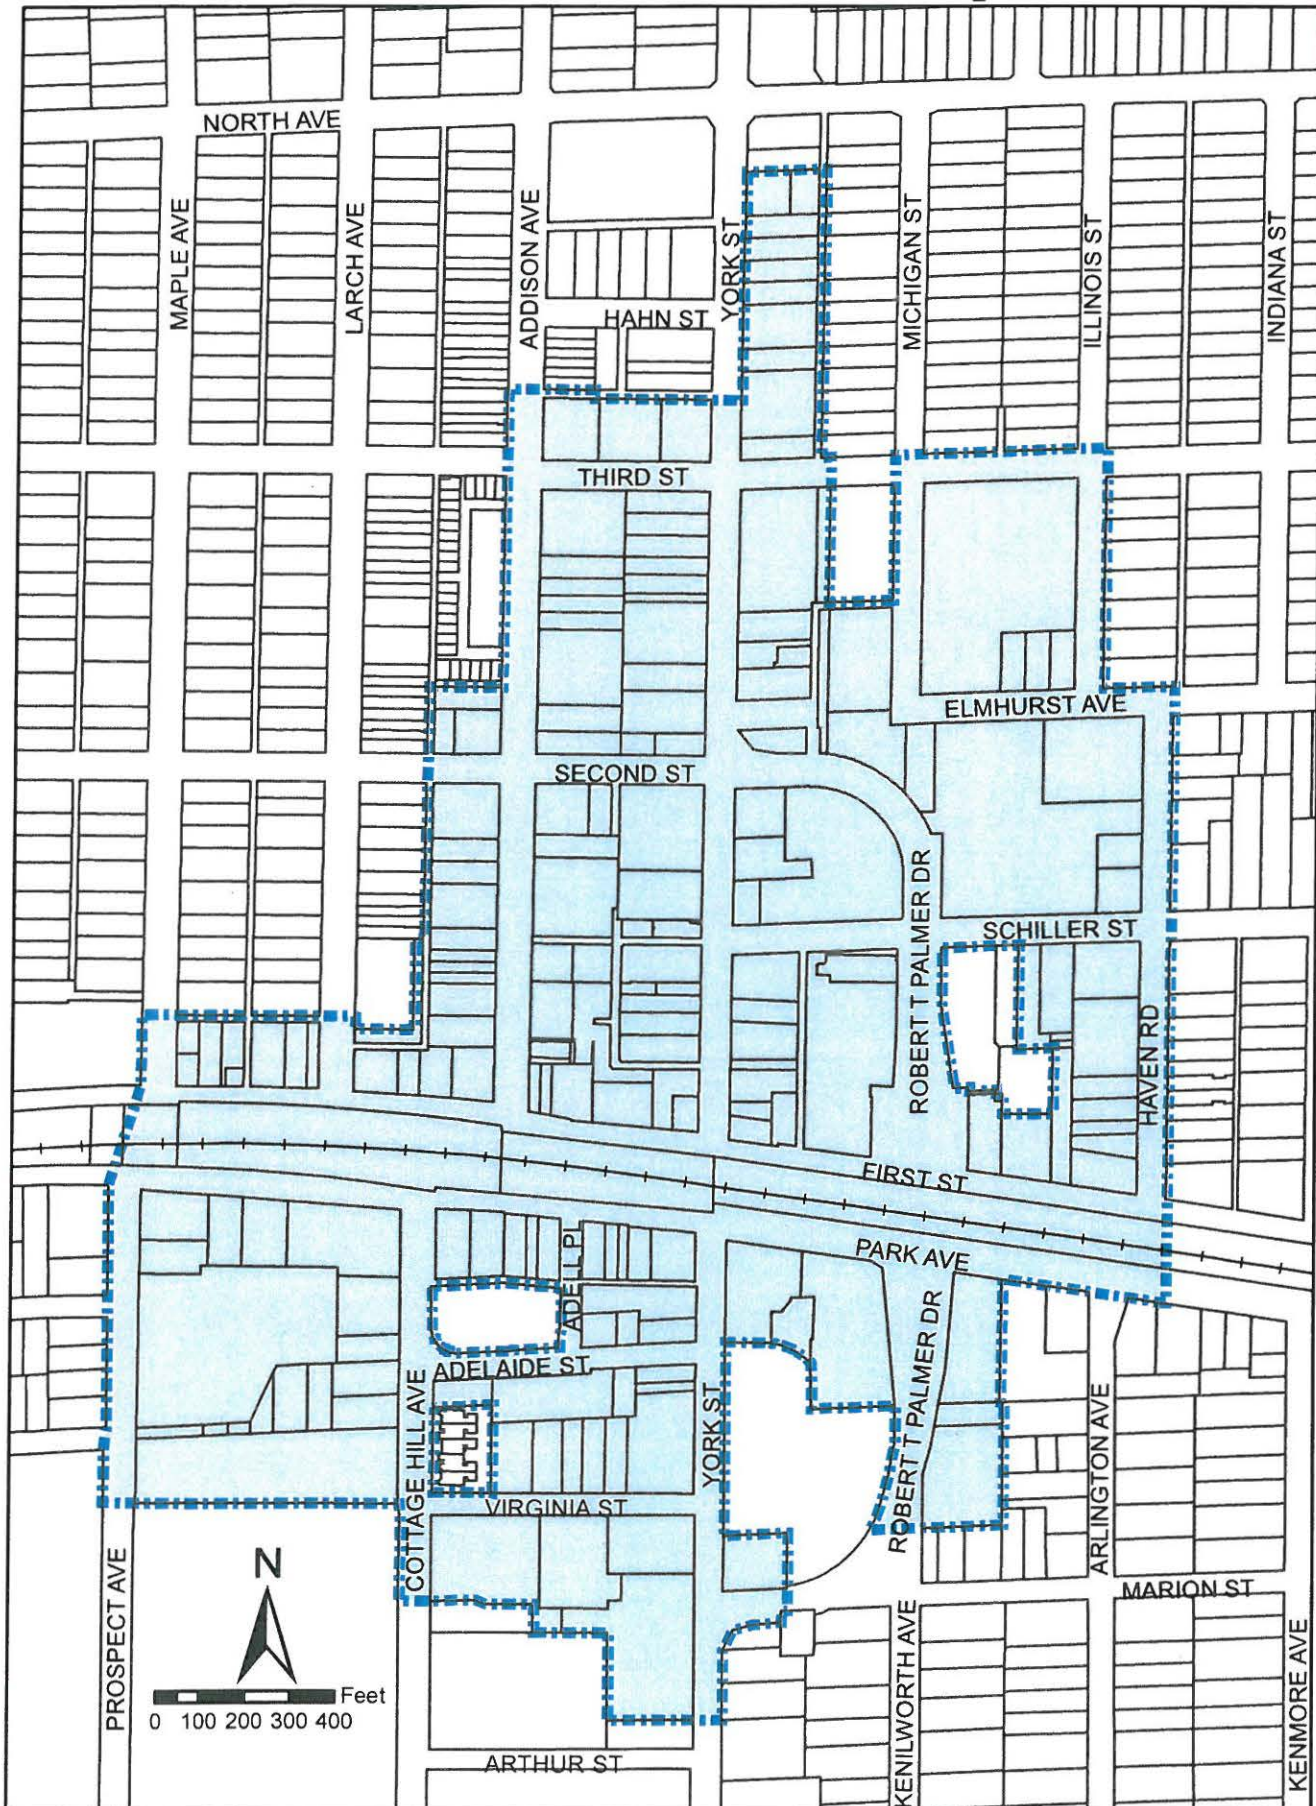 NORTH AVE
MAPLE AVE
LARCH AVE
ADDISON AVE
YORK ST
MICHIGAN ST
ILLINOIS ST
INDIANA ST
HAHN ST
THIRD ST
ELMHURST AVE
SECOND ST
ROBERT T PALMER DR
SCHILLER ST
HAVEN RD
FIRST ST
PARK AVE
ADELL PL
ROBERT T PALMER DR
ADELAIDE ST
COTTAGE HILL AVE
YORK ST
ARLINGTON AVE
VIRGINIA ST
PROSPECT AVE
N
MARION ST
KENILWORTH AVE
KENMORE AVE
Feet
0 100 200 300 400
ARTHUR ST